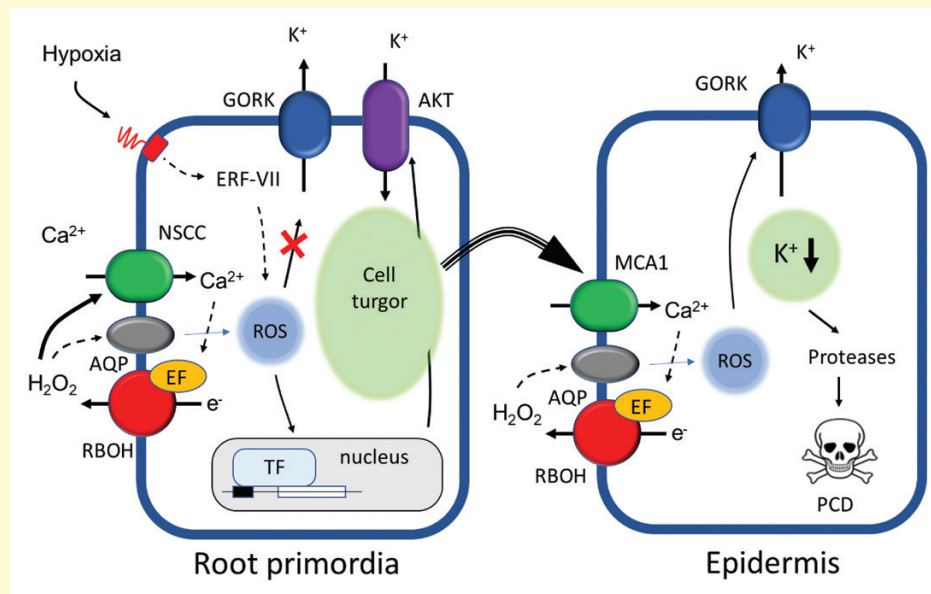 Hypoxia
K⁺
K⁺
GORK
AKT
ERF-VII
Ca²⁺
NSCC
Ca²⁺
Cell
turgor
ROS
AQP
H₂O₂
EF
e⁻
RBOH
TF
nucleus
Root primordia
K⁺
GORK
MCA1
K⁺
Ca²⁺
ROS
Proteases
AQP
H₂O₂
EF
e⁻
RBOH
PCD
Epidermis